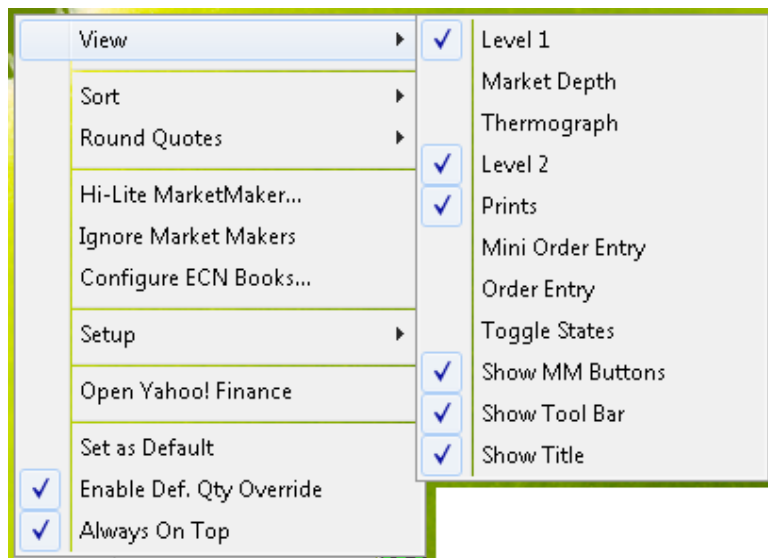 View
Sort
Round Quotes
Hi-Lite MarketMaker...
Ignore Market Makers
Configure ECN Books...
Setup
Open Yahoo! Finance
Set as Default
Enable Def. Qty Override
Always On Top
Level 1
Market Depth
Thermograph
Level 2
Prints
Mini Order Entry
Order Entry
Toggle States
Show MM Buttons
Show Tool Bar
Show Title